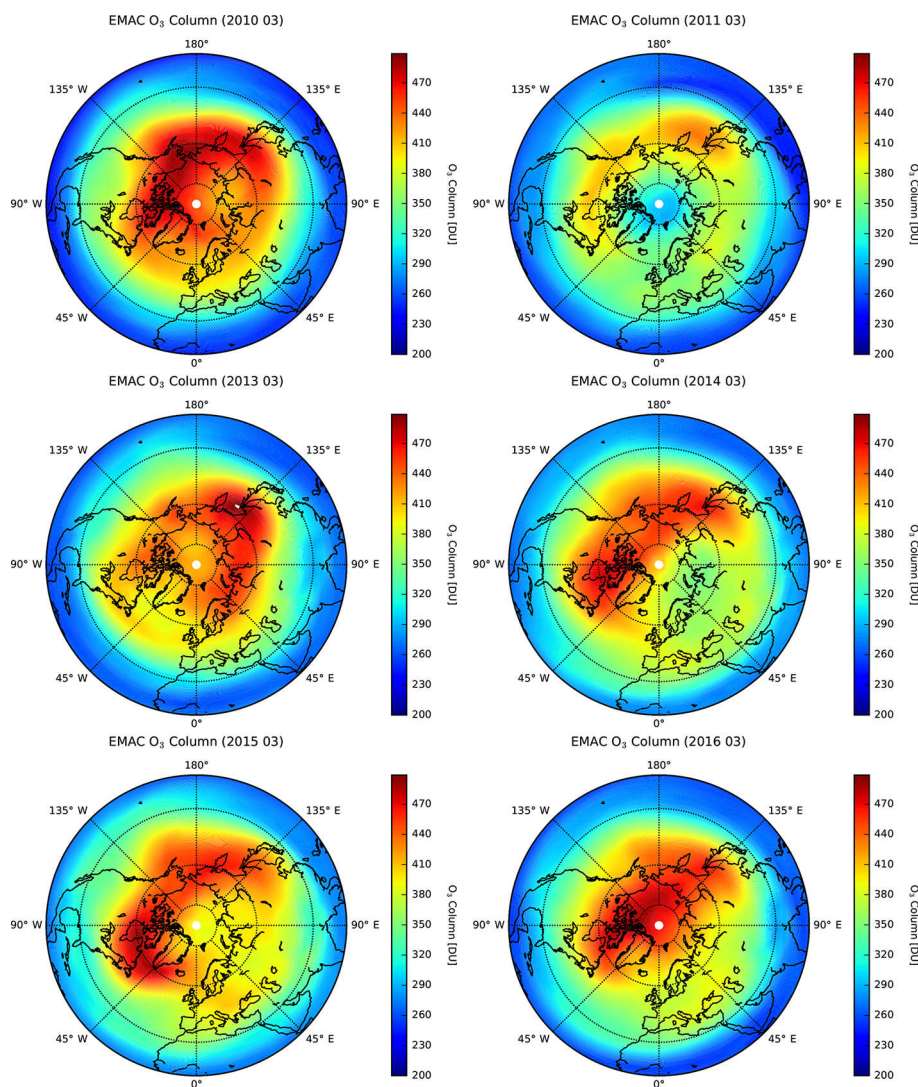 EMAC O₃ Column (2010 03)
180°
135° W
135° E
90° W
90° E
45° W
45° E
0°
470
440
410
380
350
320
290
260
230
200
O₃ Column [DU]
EMAC O₃ Column (2011 03)
180°
135° W
135° E
90° W
90° E
45° W
45° E
0°
470
440
410
380
350
320
290
260
230
200
O₃ Column [DU]
EMAC O₃ Column (2013 03)
180°
135° W
135° E
90° W
90° E
45° W
45° E
0°
470
440
410
380
350
320
290
260
230
200
O₃ Column [DU]
EMAC O₃ Column (2014 03)
180°
135° W
135° E
90° W
90° E
45° W
45° E
0°
470
440
410
380
350
320
290
260
230
200
O₃ Column [DU]
EMAC O₃ Column (2015 03)
180°
135° W
135° E
90° W
90° E
45° W
45° E
0°
470
440
410
380
350
320
290
260
230
200
O₃ Column [DU]
EMAC O₃ Column (2016 03)
180°
135° W
135° E
90° W
90° E
45° W
45° E
0°
470
440
410
380
350
320
290
260
230
200
O₃ Column [DU]